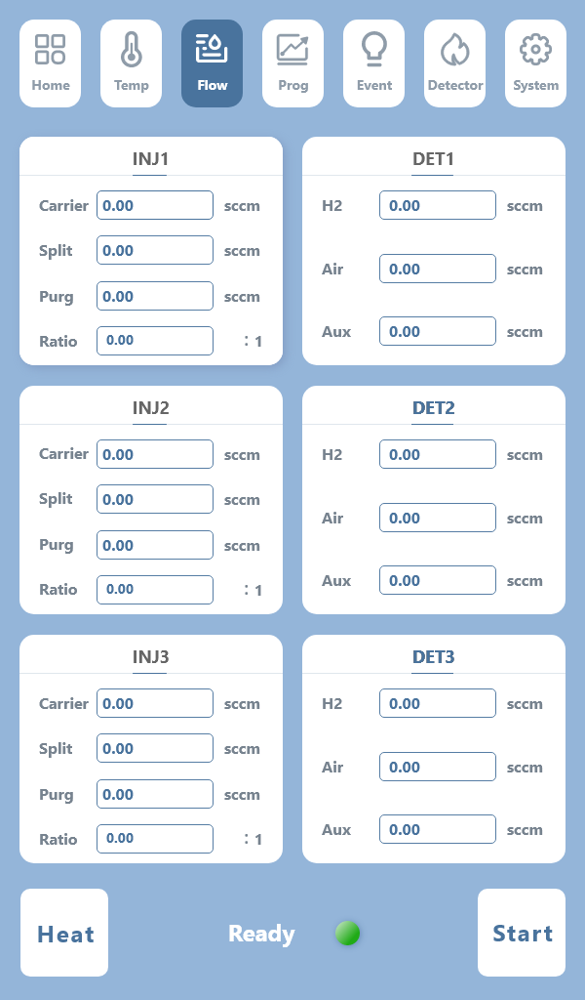 Home Temp Flow Prog Event Detector System
INJ1
Carrier 0.00 sccm
Split 0.00 sccm
Purg 0.00 sccm
Ratio 0.00 : 1
DET1
H2 0.00 sccm
Air 0.00 sccm
Aux 0.00 sccm
INJ2
Carrier 0.00 sccm
Split 0.00 sccm
Purg 0.00 sccm
Ratio 0.00 : 1
DET2
H2 0.00 sccm
Air 0.00 sccm
Aux 0.00 sccm
INJ3
Carrier 0.00 sccm
Split 0.00 sccm
Purg 0.00 sccm
Ratio 0.00 : 1
DET3
H2 0.00 sccm
Air 0.00 sccm
Aux 0.00 sccm
Heat Ready Start